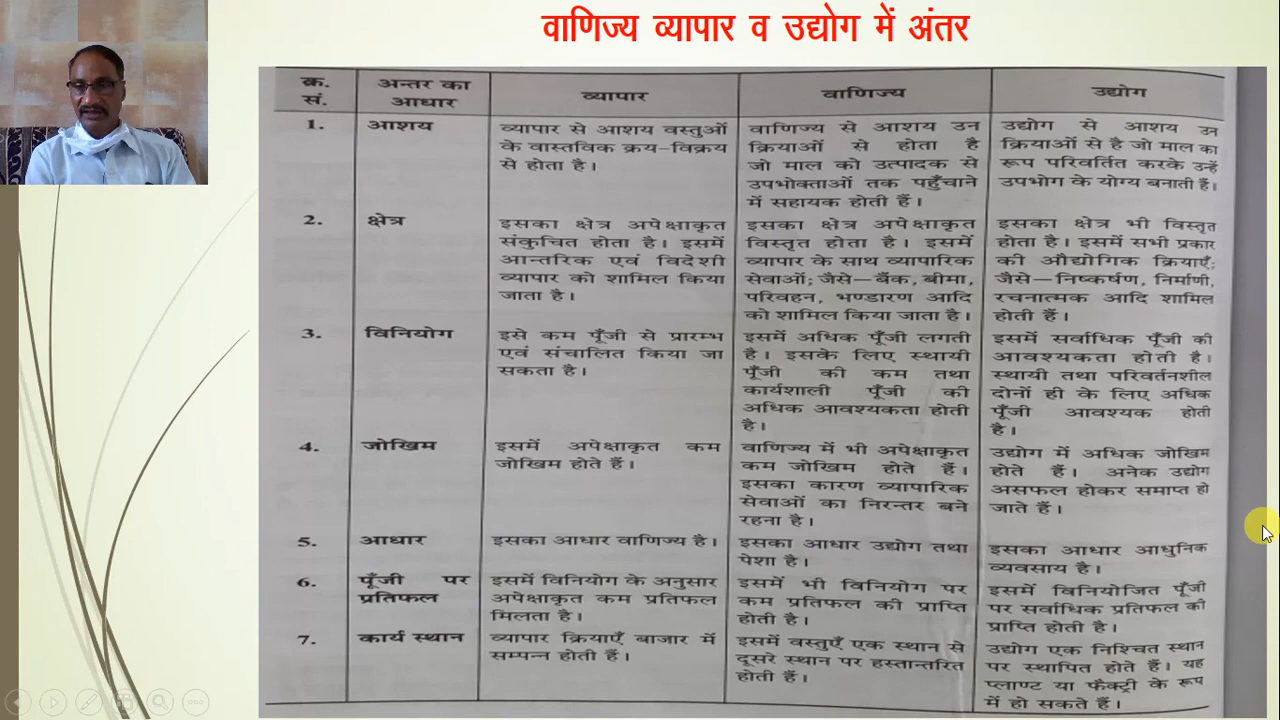 वाणिज्य व्यापार व उद्योग में अंतर
क्र. सं.
अन्तर का आधार
व्यापार
वाणिज्य
उद्योग
1.
आशय
व्यापार से आशय वस्तुओं
के वास्तविक क्रय-विक्रय
से होता है।
वाणिज्य से आशय उन
क्रियाओं से होता है
जो माल को उत्पादक से
उपभोक्ताओं तक पहुँचाने
में सहायक होती हैं।
उद्योग से आशय उन
क्रियाओं से है जो माल का
रूप परिवर्तित करके उन्हें
उपभोग के योग्य बनाती हैं।
2.
क्षेत्र
इसका क्षेत्र अपेक्षाकृत
संकुचित होता है। इसमें
आन्तरिक एवं विदेशी
व्यापार को शामिल किया
जाता है।
इसका क्षेत्र अपेक्षाकृत
विस्तृत होता है। इसमें
व्यापार के साथ व्यापारिक
सेवाओं; जैसे—बैंक, बीमा,
परिवहन, भण्डारण आदि
को शामिल किया जाता है।
इसका क्षेत्र भी विस्तृत
होता है। इसमें सभी प्रकार
की औद्योगिक क्रियाएँ;
जैसे—निष्कर्षण, निर्माणी,
रचनात्मक आदि शामिल
होती हैं।
3.
विनियोग
इसे कम पूँजी से प्रारम्भ
एवं संचालित किया जा
सकता है।
इसमें अधिक पूँजी लगती
है। इसके लिए स्थायी
पूँजी की कम तथा
कार्यशाली पूँजी की
अधिक आवश्यकता होती
है।
इसमें सर्वाधिक पूँजी की
आवश्यकता होती है।
स्थायी तथा परिवर्तनशील
दोनों ही के लिए अधिक
पूँजी आवश्यक होती
है।
4.
जोखिम
इसमें अपेक्षाकृत कम
जोखिम होते हैं।
वाणिज्य में भी अपेक्षाकृत
कम जोखिम होते हैं।
इसका कारण व्यापारिक
सेवाओं का निरन्तर बने
रहना है।
उद्योग में अधिक जोखिम
होते हैं। अनेक उद्योग
असफल होकर समाप्त हो
जाते हैं।
5.
आधार
इसका आधार वाणिज्य है।
इसका आधार उद्योग तथा
पेशा है।
इसका आधार आधुनिक
व्यवसाय है।
6.
पूँजी पर
प्रतिफल
इसमें विनियोग के अनुसार
अपेक्षाकृत कम प्रतिफल
मिलता है।
इसमें भी विनियोग पर
कम प्रतिफल की प्राप्ति
होती है।
इसमें विनियोजित पूँजी
पर सर्वाधिक प्रतिफल की
प्राप्ति होती है।
7.
कार्य स्थान
व्यापार क्रियाएँ बाजार में
सम्पन्न होती हैं।
इसमें वस्तुएँ एक स्थान से
दूसरे स्थान पर हस्तान्तरित
होती हैं।
उद्योग एक निश्चित स्थान
पर स्थापित होते हैं। यह
प्लाण्ट या फैक्ट्री के रूप
में हो सकते हैं।